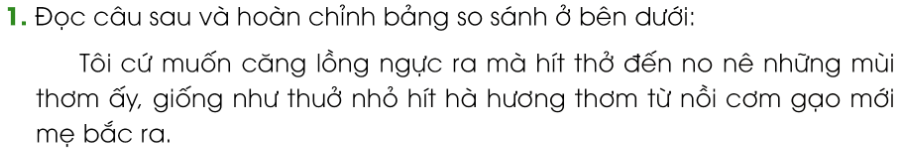 1. Đọc câu sau và hoàn chỉnh bảng so sánh ở bên dưới:
Tôi cứ muốn căng lồng ngực ra mà hít thở đến no nê những mùi
thơm ấy, giống như thuở nhỏ hít hà hương thơm từ nồi cơm gạo mới
mẹ bắc ra.